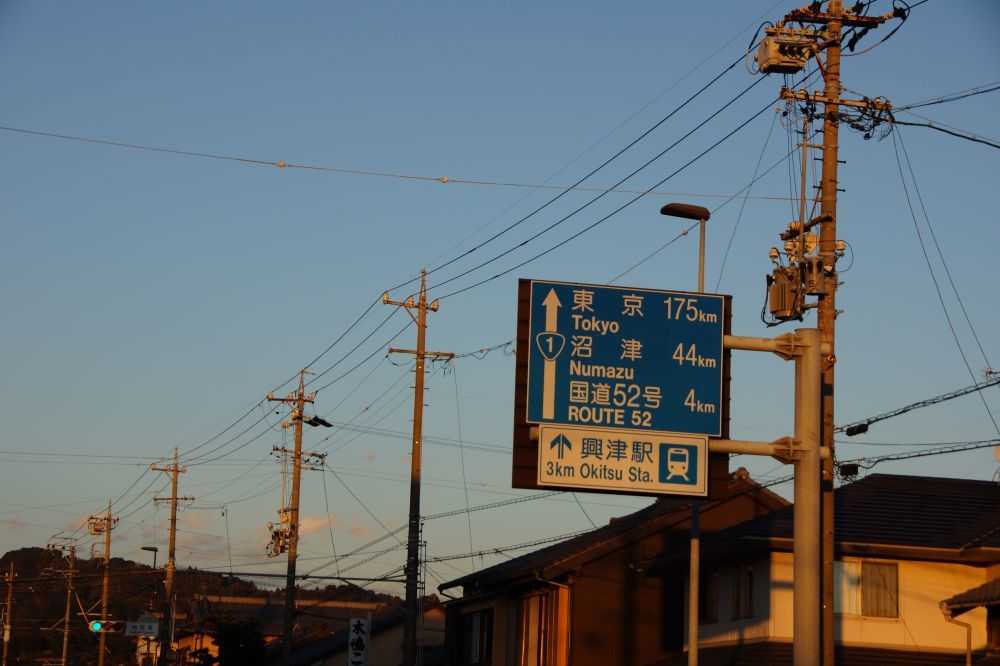 東京 175km
Tokyo
1
沼津 44km
Numazu
国道52号 4km
ROUTE 52
興津駅
3km Okitsu Sta.